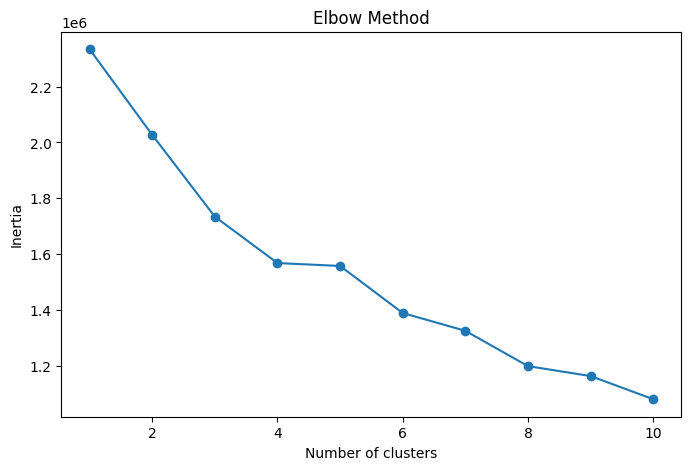 Elbow Method
1e6
2.2
2.0
1.8
1.6
1.4
1.2
Inertia
2 4 6 8 10
Number of clusters